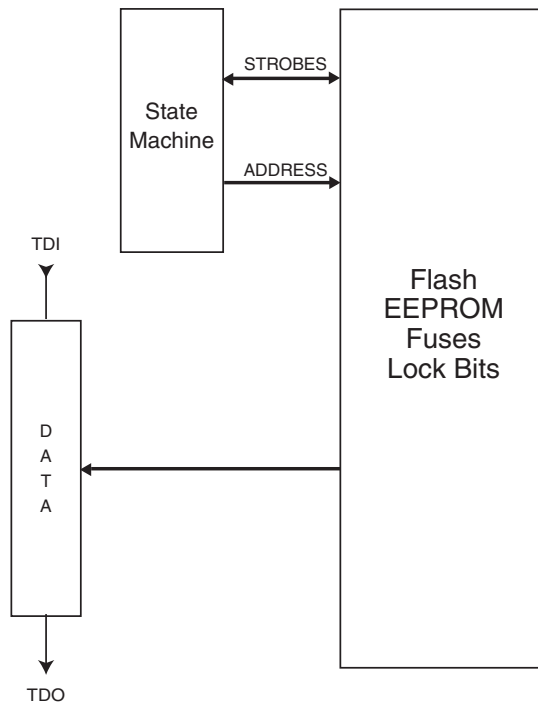 STROBES
State
Machine
ADDRESS
TDI
Flash
EEPROM
Fuses
Lock Bits
D
A
T
A
TDO